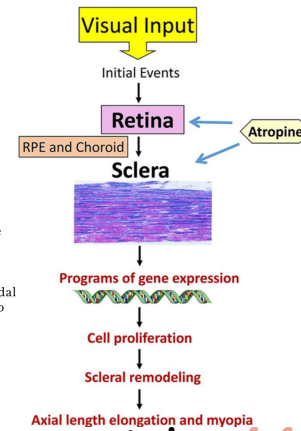 Visual Input
Initial Events
Retina
Atropine
RPE and Choroid
Sclera
Programs of gene expression
dal
Cell proliferation
Scleral remodeling
Axial length elongation and myopia